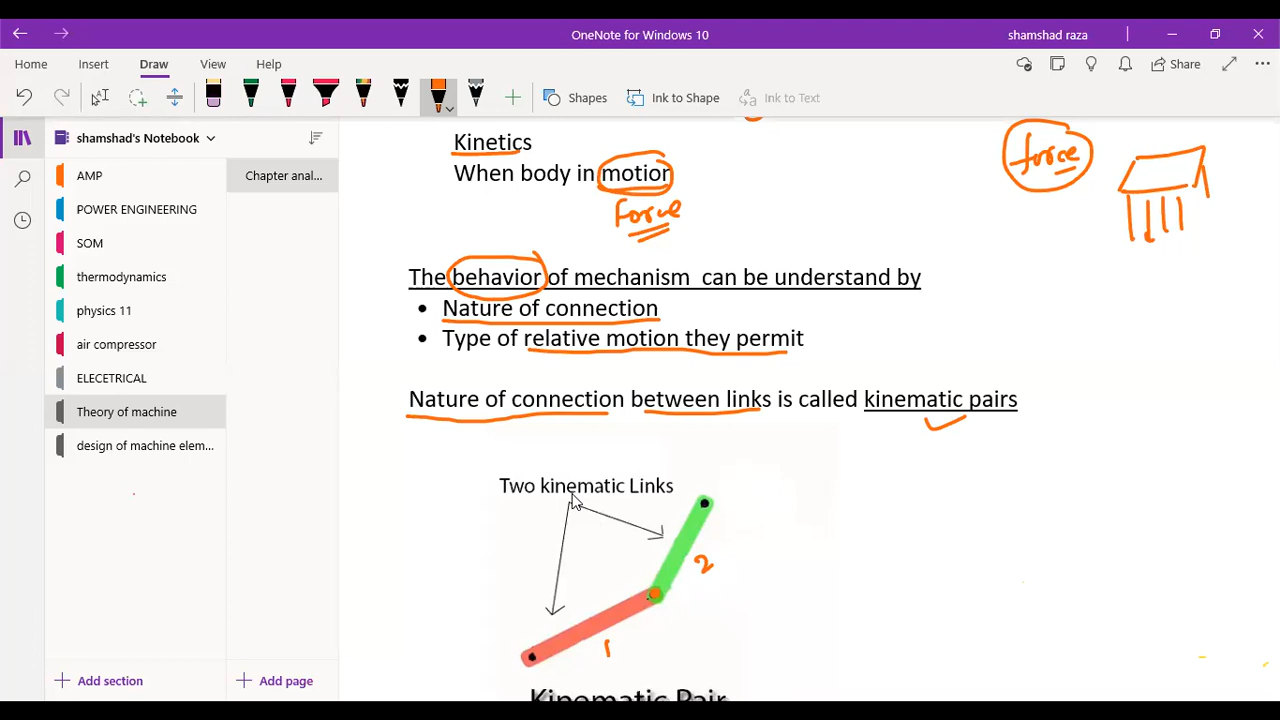 OneNote for Windows 10
shamshad raza
Home
Insert
Draw
View
Help
Share
Shapes
Ink to Shape
Ink to Text
shamshad's Notebook
AMP
POWER ENGINEERING
SOM
thermodynamics
physics 11
air compressor
ELECETRICAL
Theory of machine
design of machine elem...
Add section
Chapter anal...
Add page
Kinetics
When body in motion
Force
force
The behavior of mechanism can be understand by
• Nature of connection
• Type of relative motion they permit
Nature of connection between links is called kinematic pairs
Two kinematic Links
2
1
Kinematic Pair